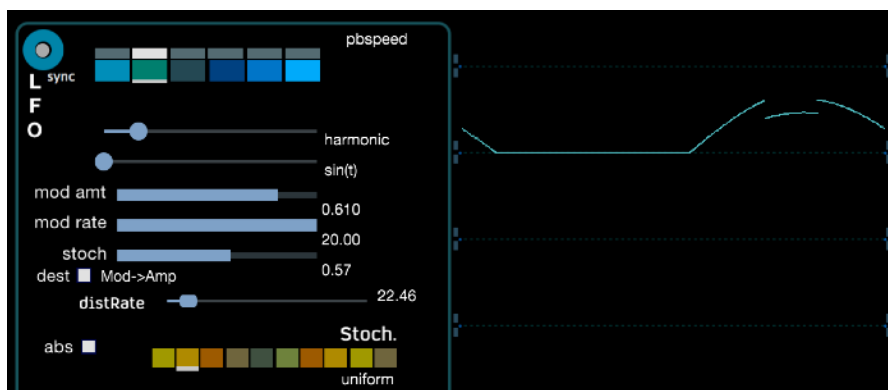 pbspeed
sync
L
F
O
harmonic
sin(t)
mod amt
0.610
mod rate
20.00
stoch
0.57
dest Mod->Amp
distRate 22.46
Stoch.
abs
uniform